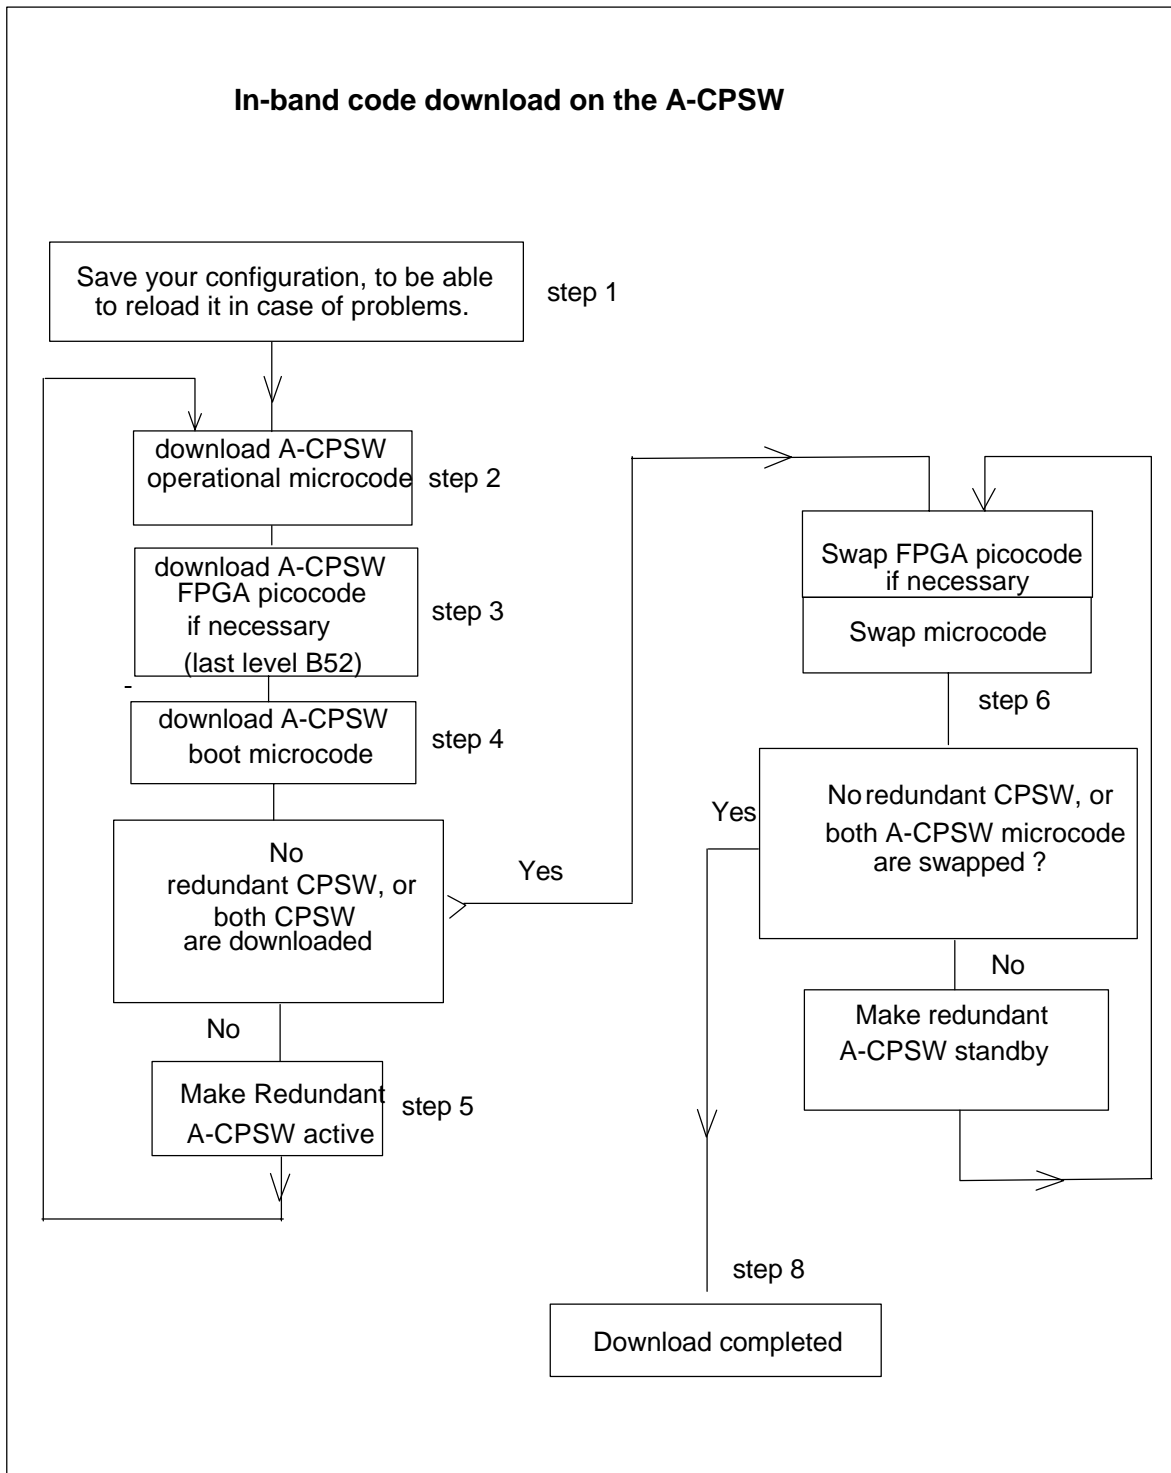 In-band code download on the A-CPSW
Save your configuration, to be able
to reload it in case of problems.
step 1
download A-CPSW
operational microcode
step 2
download A-CPSW
FPGA picocode
if necessary
(last level B52)
step 3
download A-CPSW
boot microcode
step 4
No
redundant CPSW, or
both CPSW
are downloaded
Yes
No
Make Redundant
A-CPSW active
step 5
Swap FPGA picocode
if necessary
Swap microcode
step 6
No redundant CPSW, or
both A-CPSW microcode
are swapped ?
Yes
No
Make redundant
A-CPSW standby
step 8
Download completed